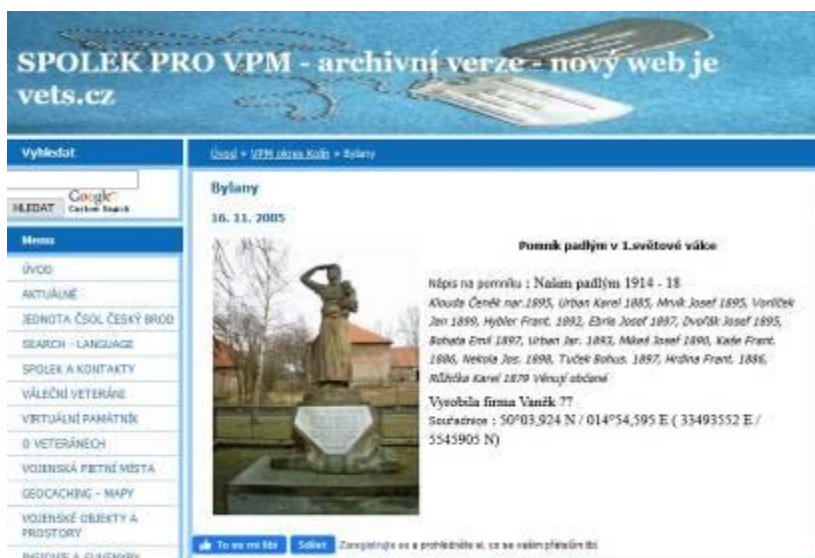 SPOLEK PRO VPM - archivní verze - nový web je
vets.cz
Vyhledat
Úvod » VPM okres Kolín » Bylany
HLEDAT
Google
Custom Search
Menu
ÚVOD
AKTUÁLNĚ
JEDNOTA ČSOL ČESKÝ BROD
SEARCH - LANGUAGE
SPOLEK A KONTAKTY
VÁLEČNÍ VETERÁNI
VIRTUÁLNÍ PAMÁTNÍK
O VETERÁNECH
VOJENSKÁ PIETNÍ MÍSTA
GEOCACHING - MAPY
VOJENSKÉ OBJEKTY A
PROSTORY
INSIGNIE A SUVENYRY
Bylany
16. 11. 2005
Pomník padlým v 1.světové válce
Nápis na pomníku : Našim padlým 1914 - 18
Klouda Čeněk nar.1895, Urban Karel 1885, Mrvík Josef 1895, Vorlíček
Jan 1899, Hybler Frant. 1892, Ebrle Josef 1897, Dvořák Josef 1895,
Bohata Emil 1897, Urban Jar. 1893, Mikeš Josef 1890, Kaše Frant.
1886, Nekola Jos. 1898, Tuček Bohus. 1897, Hrdina Frant. 1886,
Růžička Karel 1879 Věnují občané
Vyrobila firma Vaněk ??
Souřadnice : 50°03,924 N / 014°54,595 E ( 33493552 E /
5545905 N)
To se mi líbí
Sdílet
Zaregistrujte se a prohlédněte si, co se vašim přátelům líbí.